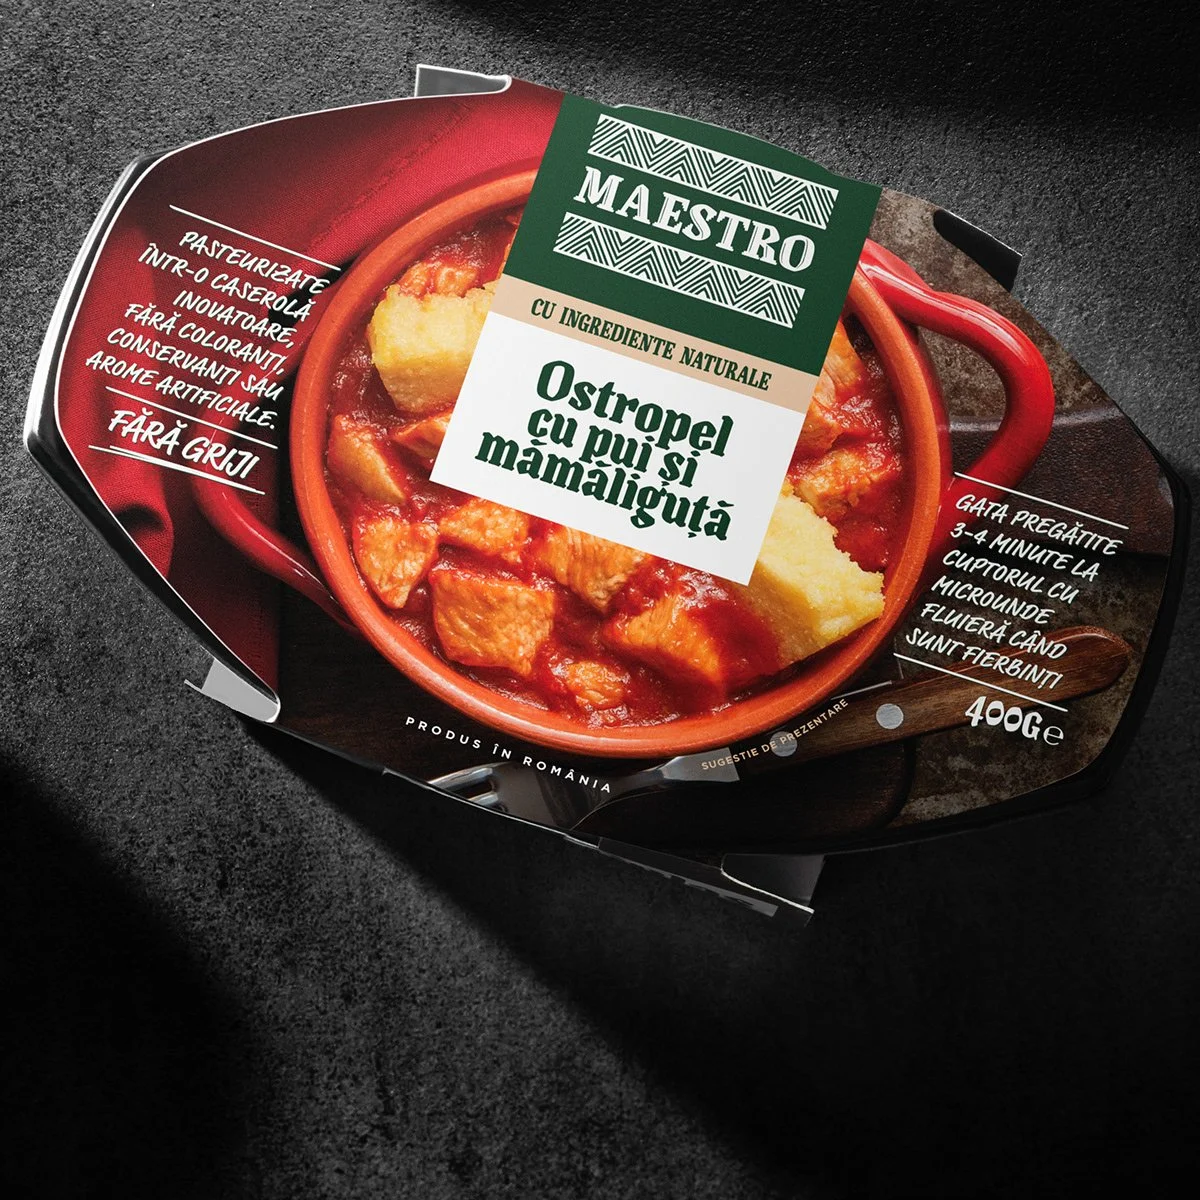 MAESTRO
CU INGREDIENTE NATURALE
Ostropel
cu pui și
mămăliguță
PASTEURIZATE
ÎNTR-O CASEROLĂ
INOVATOARE,
FĂRĂ COLORANȚI,
CONSERVANȚI SAU
AROME ARTIFICIALE.
FĂRĂ GRIJI
GATA PREGĂTITE
3-4 MINUTE LA
CUPTORUL CU
MICROUNDE
FLUIERĂ CÂND
SUNT FIERBINȚI
400G e
PRODUS ÎN ROMÂNIA
SUGESTIE DE PREZENTARE